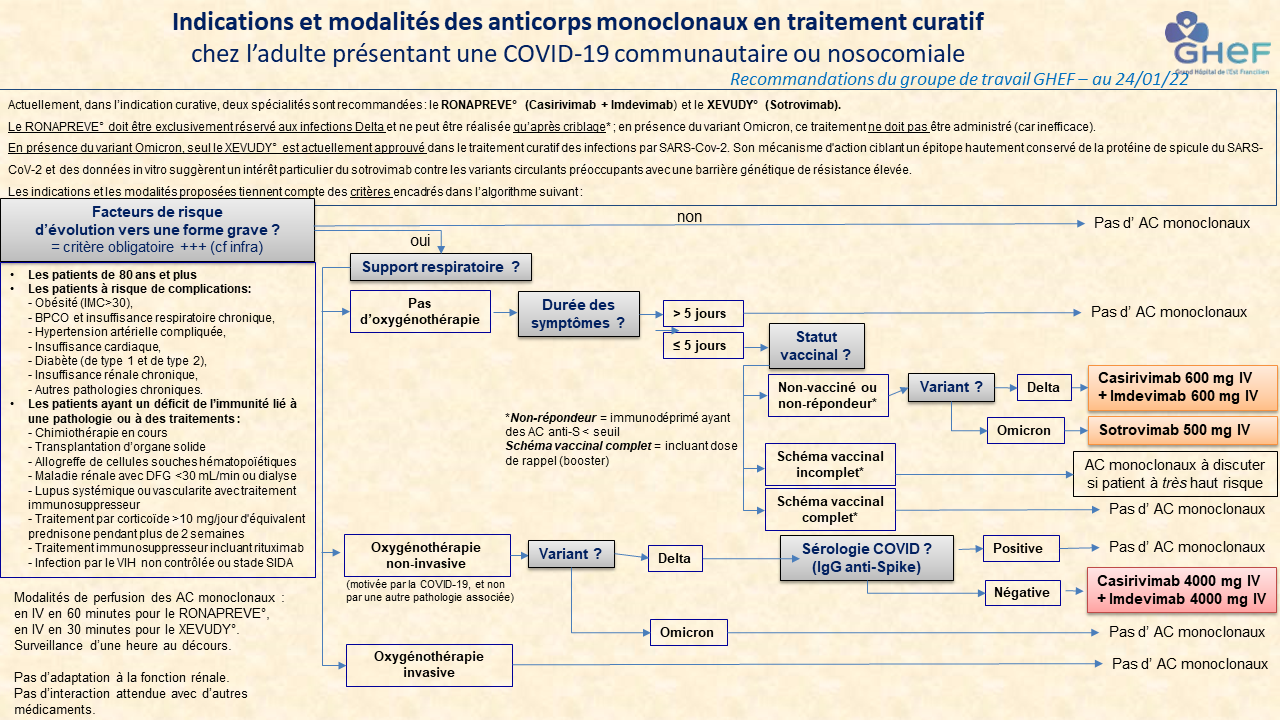 Indications et modalités des anticorps monoclonaux en traitement curatif
chez l'adulte présentant une COVID-19 communautaire ou nosocomiale
GHEF
Grand Hôpital de l'Est Francilien
Recommandations du groupe de travail GHEF – au 24/01/22
Actuellement, dans l'indication curative, deux spécialités sont recommandées : le RONAPREVE° (Casirivimab + Imdevimab) et le XEVUDY° (Sotrovimab).
Le RONAPREVE° doit être exclusivement réservé aux infections Delta et ne peut être réalisée qu'après criblage* ; en présence du variant Omicron, ce traitement ne doit pas être administré (car inefficace).
En présence du variant Omicron, seul le XEVUDY° est actuellement approuvé dans le traitement curatif des infections par SARS-Cov-2. Son mécanisme d'action ciblant un épitope hautement conservé de la protéine de spicule du SARS-
CoV-2 et des données in vitro suggèrent un intérêt particulier du sotrovimab contre les variants circulants préoccupants avec une barrière génétique de résistance élevée.
Les indications et les modalités proposées tiennent compte des critères encadrés dans l'algorithme suivant :
Facteurs de risque
d'évolution vers une forme grave ?
= critère obligatoire +++ (cf infra)
non
Pas d' AC monoclonaux
oui
Support respiratoire ?
• Les patients de 80 ans et plus
• Les patients à risque de complications:
- Obésité (IMC>30),
- BPCO et insuffisance respiratoire chronique,
- Hypertension artérielle compliquée,
- Insuffisance cardiaque,
- Diabète (de type 1 et de type 2),
- Insuffisance rénale chronique,
- Autres pathologies chroniques.
• Les patients ayant un déficit de l'immunité lié à
une pathologie ou à des traitements :
- Chimiothérapie en cours
- Transplantation d'organe solide
- Allogreffe de cellules souches hématopoïétiques
- Maladie rénale avec DFG <30 mL/min ou dialyse
- Lupus systémique ou vascularite avec traitement
immunosuppresseur
- Traitement par corticoïde >10 mg/jour d'équivalent
prednisone pendant plus de 2 semaines
- Traitement immunosuppresseur incluant rituximab
- Infection par le VIH non contrôlée ou stade SIDA
Pas
d'oxygénothérapie
Durée des
symptômes ?
> 5 jours
Pas d' AC monoclonaux
≤ 5 jours
Statut
vaccinal ?
Non-vacciné ou
non-répondeur*
Variant ?
Delta
Casirivimab 600 mg IV
+ Imdevimab 600 mg IV
Omicron
Sotrovimab 500 mg IV
*Non-répondeur = immunodéprimé ayant
des AC anti-S < seuil
Schéma vaccinal complet = incluant dose
de rappel (booster)
Schéma vaccinal
incomplet*
AC monoclonaux à discuter
si patient à très haut risque
Schéma vaccinal
complet*
Pas d' AC monoclonaux
Oxygénothérapie
non-invasive
(motivée par la COVID-19, et non
par une autre pathologie associée)
Variant ?
Delta
Sérologie COVID ?
(IgG anti-Spike)
Positive
Pas d' AC monoclonaux
Négative
Casirivimab 4000 mg IV
+ Imdevimab 4000 mg IV
Omicron
Pas d' AC monoclonaux
Oxygénothérapie
invasive
Pas d' AC monoclonaux
Modalités de perfusion des AC monoclonaux :
en IV en 60 minutes pour le RONAPREVE°,
en IV en 30 minutes pour le XEVUDY°.
Surveillance d'une heure au décours.
Pas d'adaptation à la fonction rénale.
Pas d'interaction attendue avec d'autres
médicaments.